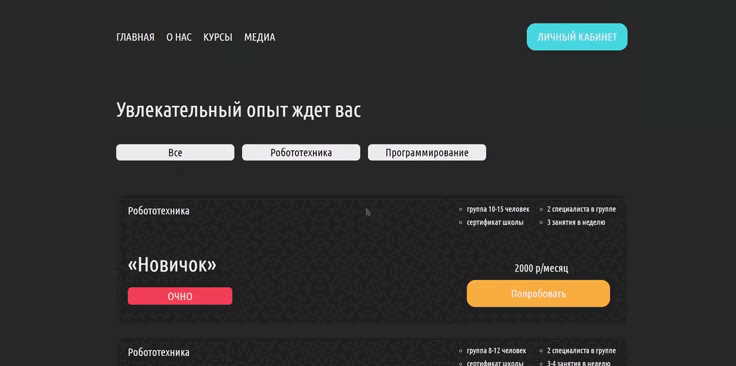 ГЛАВНАЯ О НАС КУРСЫ МЕДИА ЛИЧНЫЙ КАБИНЕТ
Увлекательный опыт ждет вас
Все Робототехника Программирование
Робототехника
группа 10-15 человек 2 специалиста в группе
сертификат школы 3 занятия в неделю
«Новичок»
2000 р/месяц
ОЧНО
Попробовать
Робототехника
группа 8-12 человек 2 специалиста в группе
сертификат школы 3-4 занятия в неделю